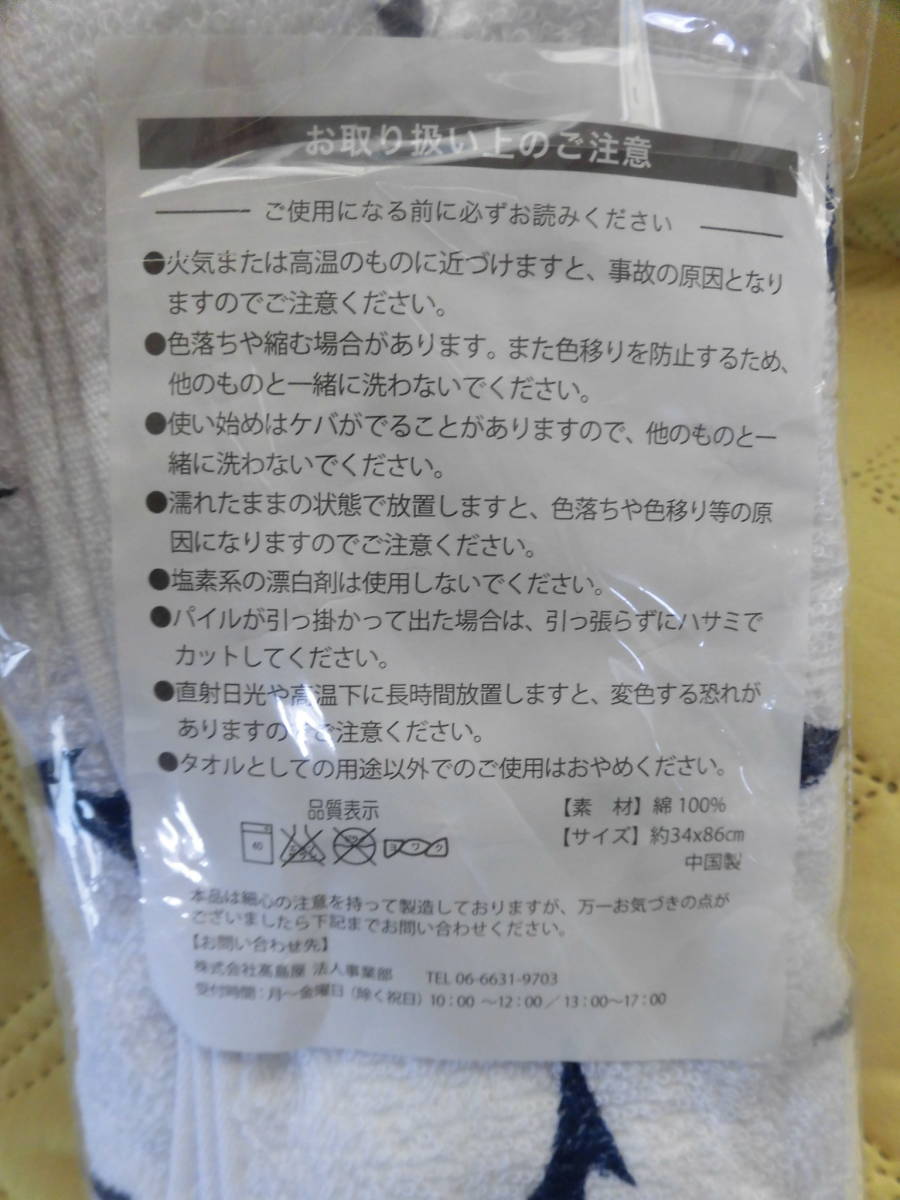 お取り扱い上のご注意
ご使用になる前に必ずお読みください
●火気または高温のものに近づけますと、事故の原因となり
ますのでご注意ください。
●色落ちや縮む場合があります。また色移りを防止するため、
他のものと一緒に洗わないでください。
●使い始めはケバがでることがありますので、他のものと一
緒に洗わないでください。
●濡れたままの状態で放置しますと、色落ちや色移り等の原
因になりますのでご注意ください。
●塩素系の漂白剤は使用しないでください。
●パイルが引っ掛かって出た場合は、引っ張らずにハサミで
カットしてください。
●直射日光や高温下に長時間放置しますと、変色する恐れが
ありますのでご注意ください。
●タオルとしての用途以外でのご使用はおやめください。
品質表示
40
【素　材】綿 100%
【サイズ】約34x86cm
中国製
本品は細心の注意を持って製造しておりますが、万一お気づきの点が
ございましたら下記までお問い合わせください。
【お問い合わせ先】
株式会社髙島屋 法人事業部　TEL 06-6631-9703
受付時間：月〜金曜日（除く祝日）10：00 〜12：00／13：00〜17：00